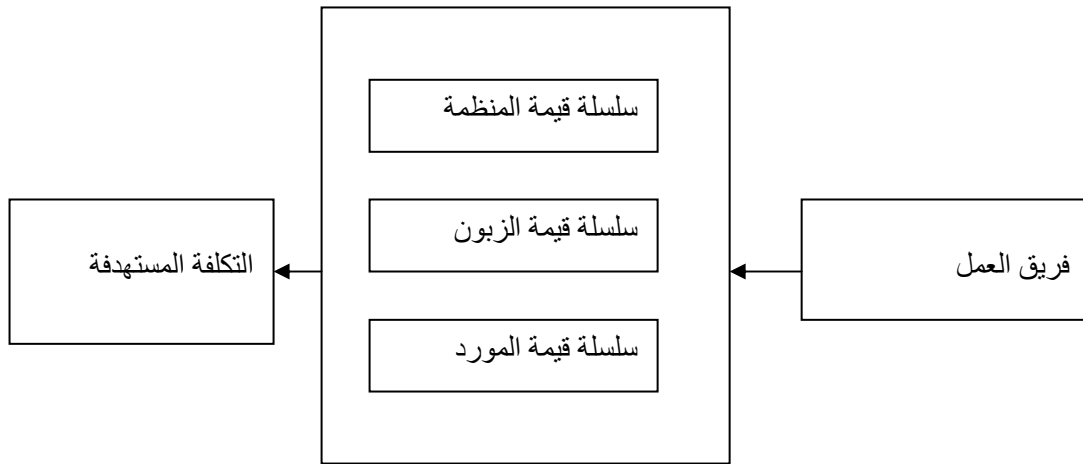 سلسلة قيمة المنظمة
سلسلة قيمة الزبون
سلسلة قيمة المورد
فريق العمل
التكلفة المستهدفة